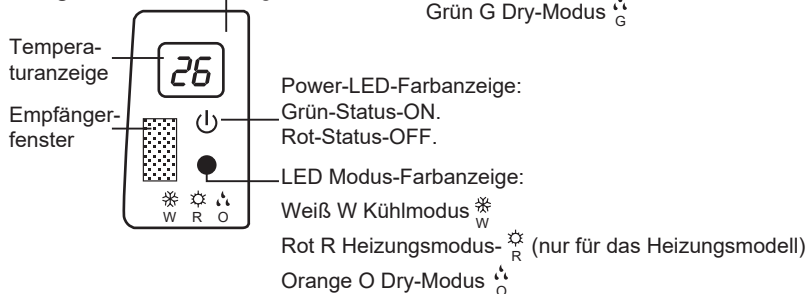 Grün G Dry-Modus
G
Tempera-
turanzeige
26
Empfänger-
fenster
Power-LED-Farbanzeige:
Grün-Status-ON.
Rot-Status-OFF.
LED Modus-Farbanzeige:
W R O
Weiß W Kühlmodus
W
Rot R Heizungsmodus- R (nur für das Heizungsmodell)
Orange O Dry-Modus
O